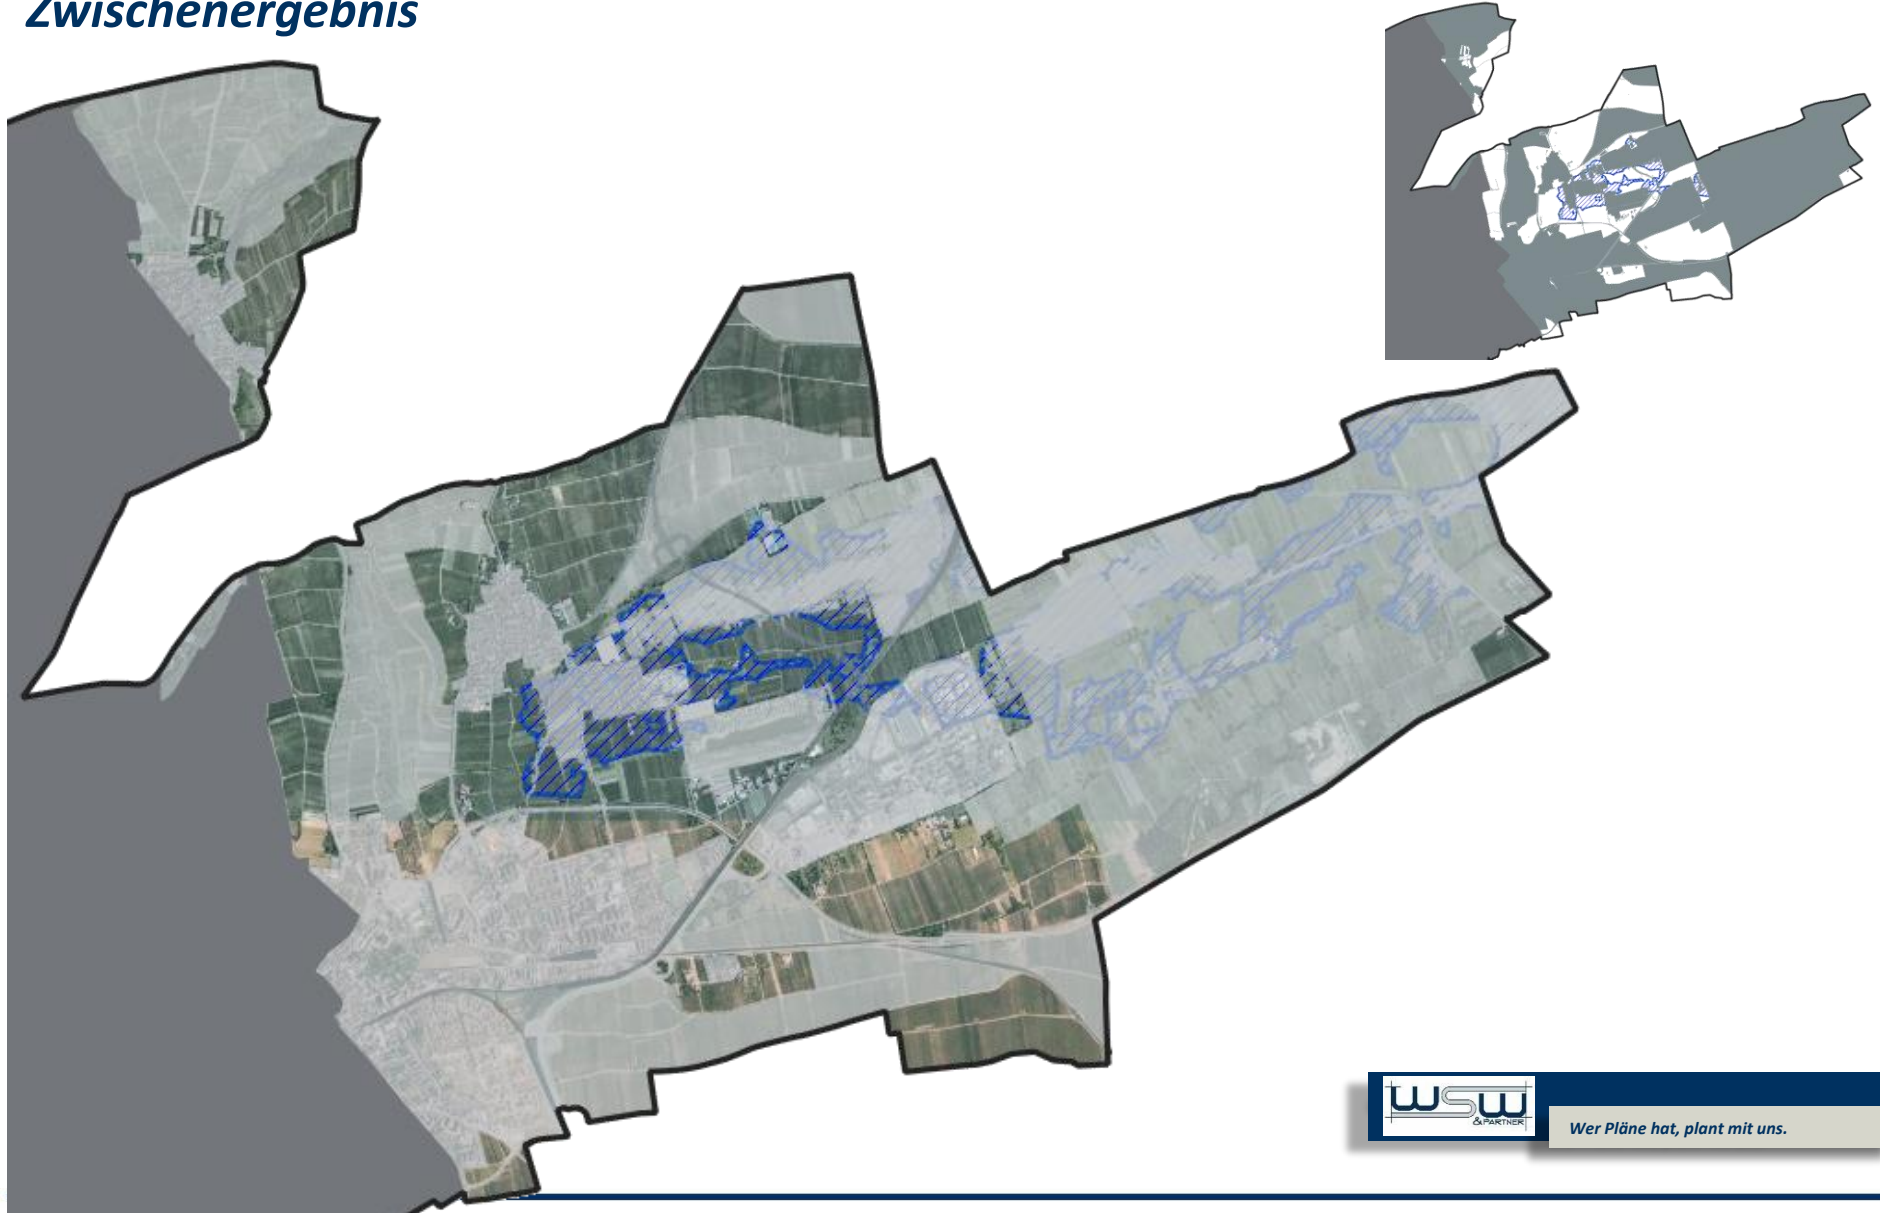 Zwischenergebnis
WSW
& PARTNER
Wer Pläne hat, plant mit uns.